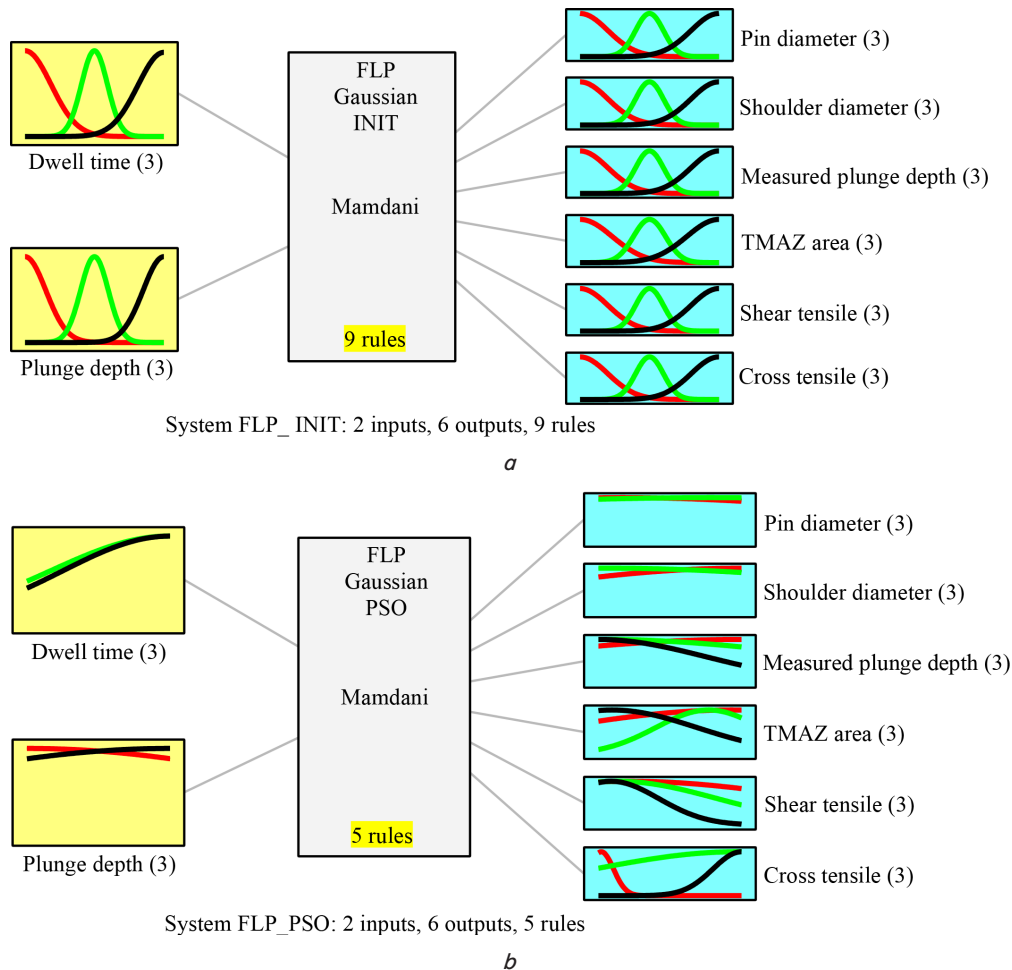 FLP
Gaussian
INIT
Mamdani
9 rules
Dwell time (3)
Plunge depth (3)
Pin diameter (3)
Shoulder diameter (3)
Measured plunge depth (3)
TMAZ area (3)
Shear tensile (3)
Cross tensile (3)
System FLP_ INIT: 2 inputs, 6 outputs, 9 rules
a
FLP
Gaussian
PSO
Mamdani
5 rules
Dwell time (3)
Plunge depth (3)
Pin diameter (3)
Shoulder diameter (3)
Measured plunge depth (3)
TMAZ area (3)
Shear tensile (3)
Cross tensile (3)
System FLP_PSO: 2 inputs, 6 outputs, 5 rules
b